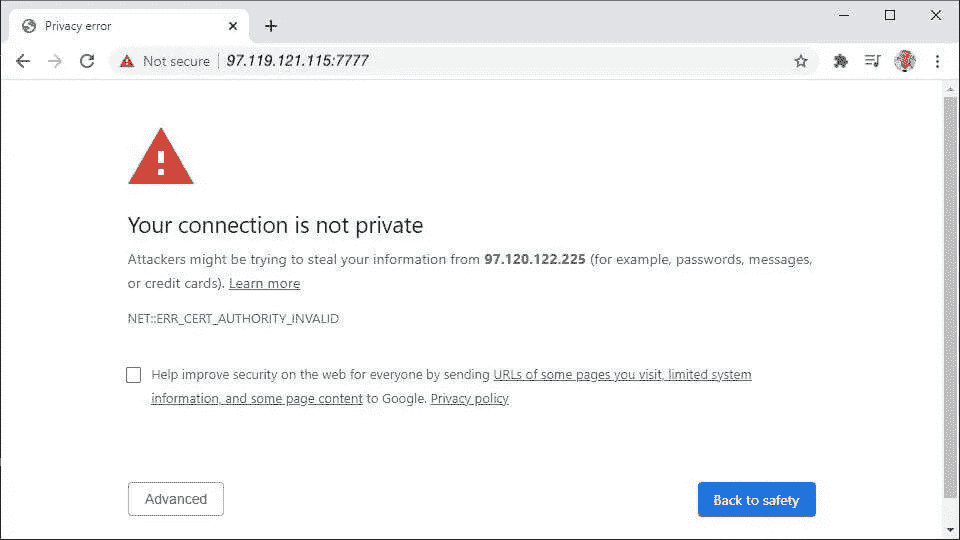 Privacy error
Not secure 97.119.121.115:7777
Your connection is not private
Attackers might be trying to steal your information from 97.120.122.225 (for example, passwords, messages,
or credit cards). Learn more
NET::ERR_CERT_AUTHORITY_INVALID
Help improve security on the web for everyone by sending URLs of some pages you visit, limited system
information, and some page content to Google. Privacy policy
Advanced
Back to safety